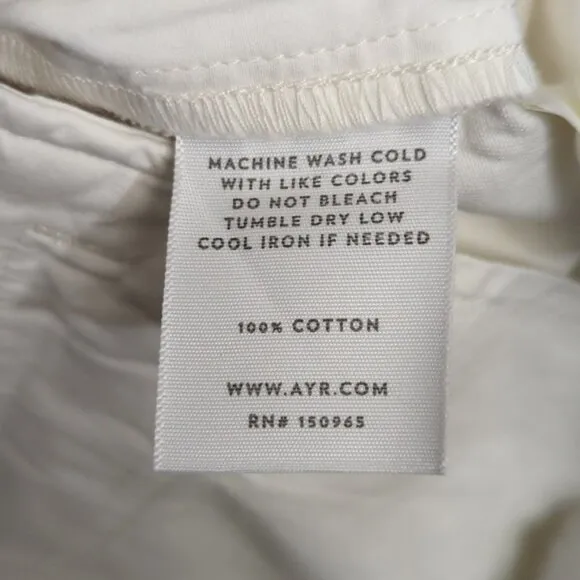 MACHINE WASH COLD
WITH LIKE COLORS
DO NOT BLEACH
TUMBLE DRY LOW
COOL IRON IF NEEDED
100% COTTON
WWW.AYR.COM
RN# 150965